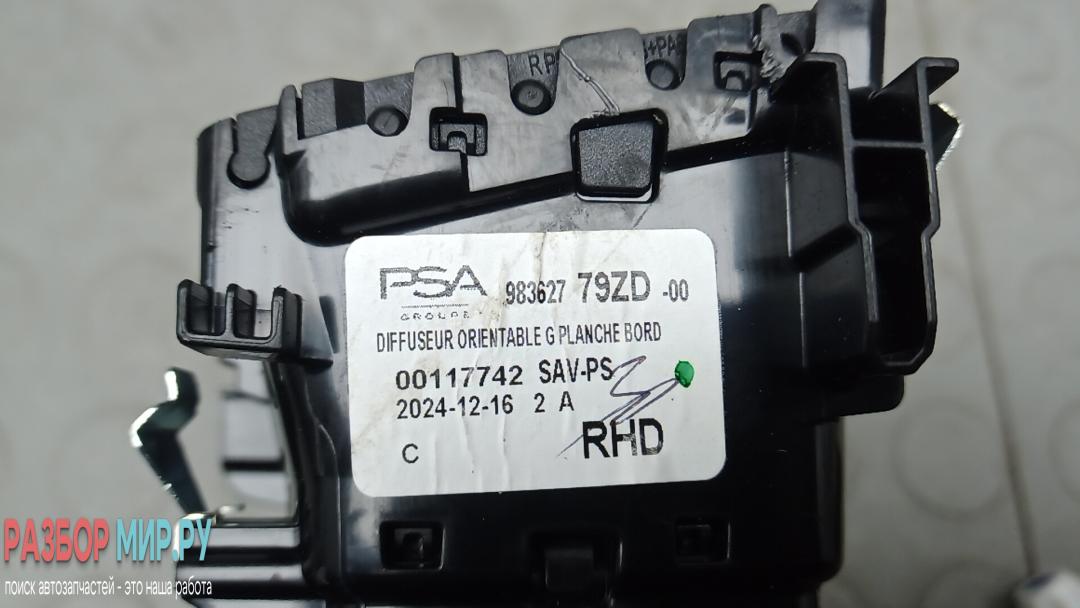 PSA 983627 79ZD -00
GROUPE
DIFFUSEUR ORIENTABLE G PLANCHE BORD
00117742 SAV-PS
2024-12-16 2 A
C RHD
РАЗБОР МИР.РУ
поиск автозапчастей - это наша работа